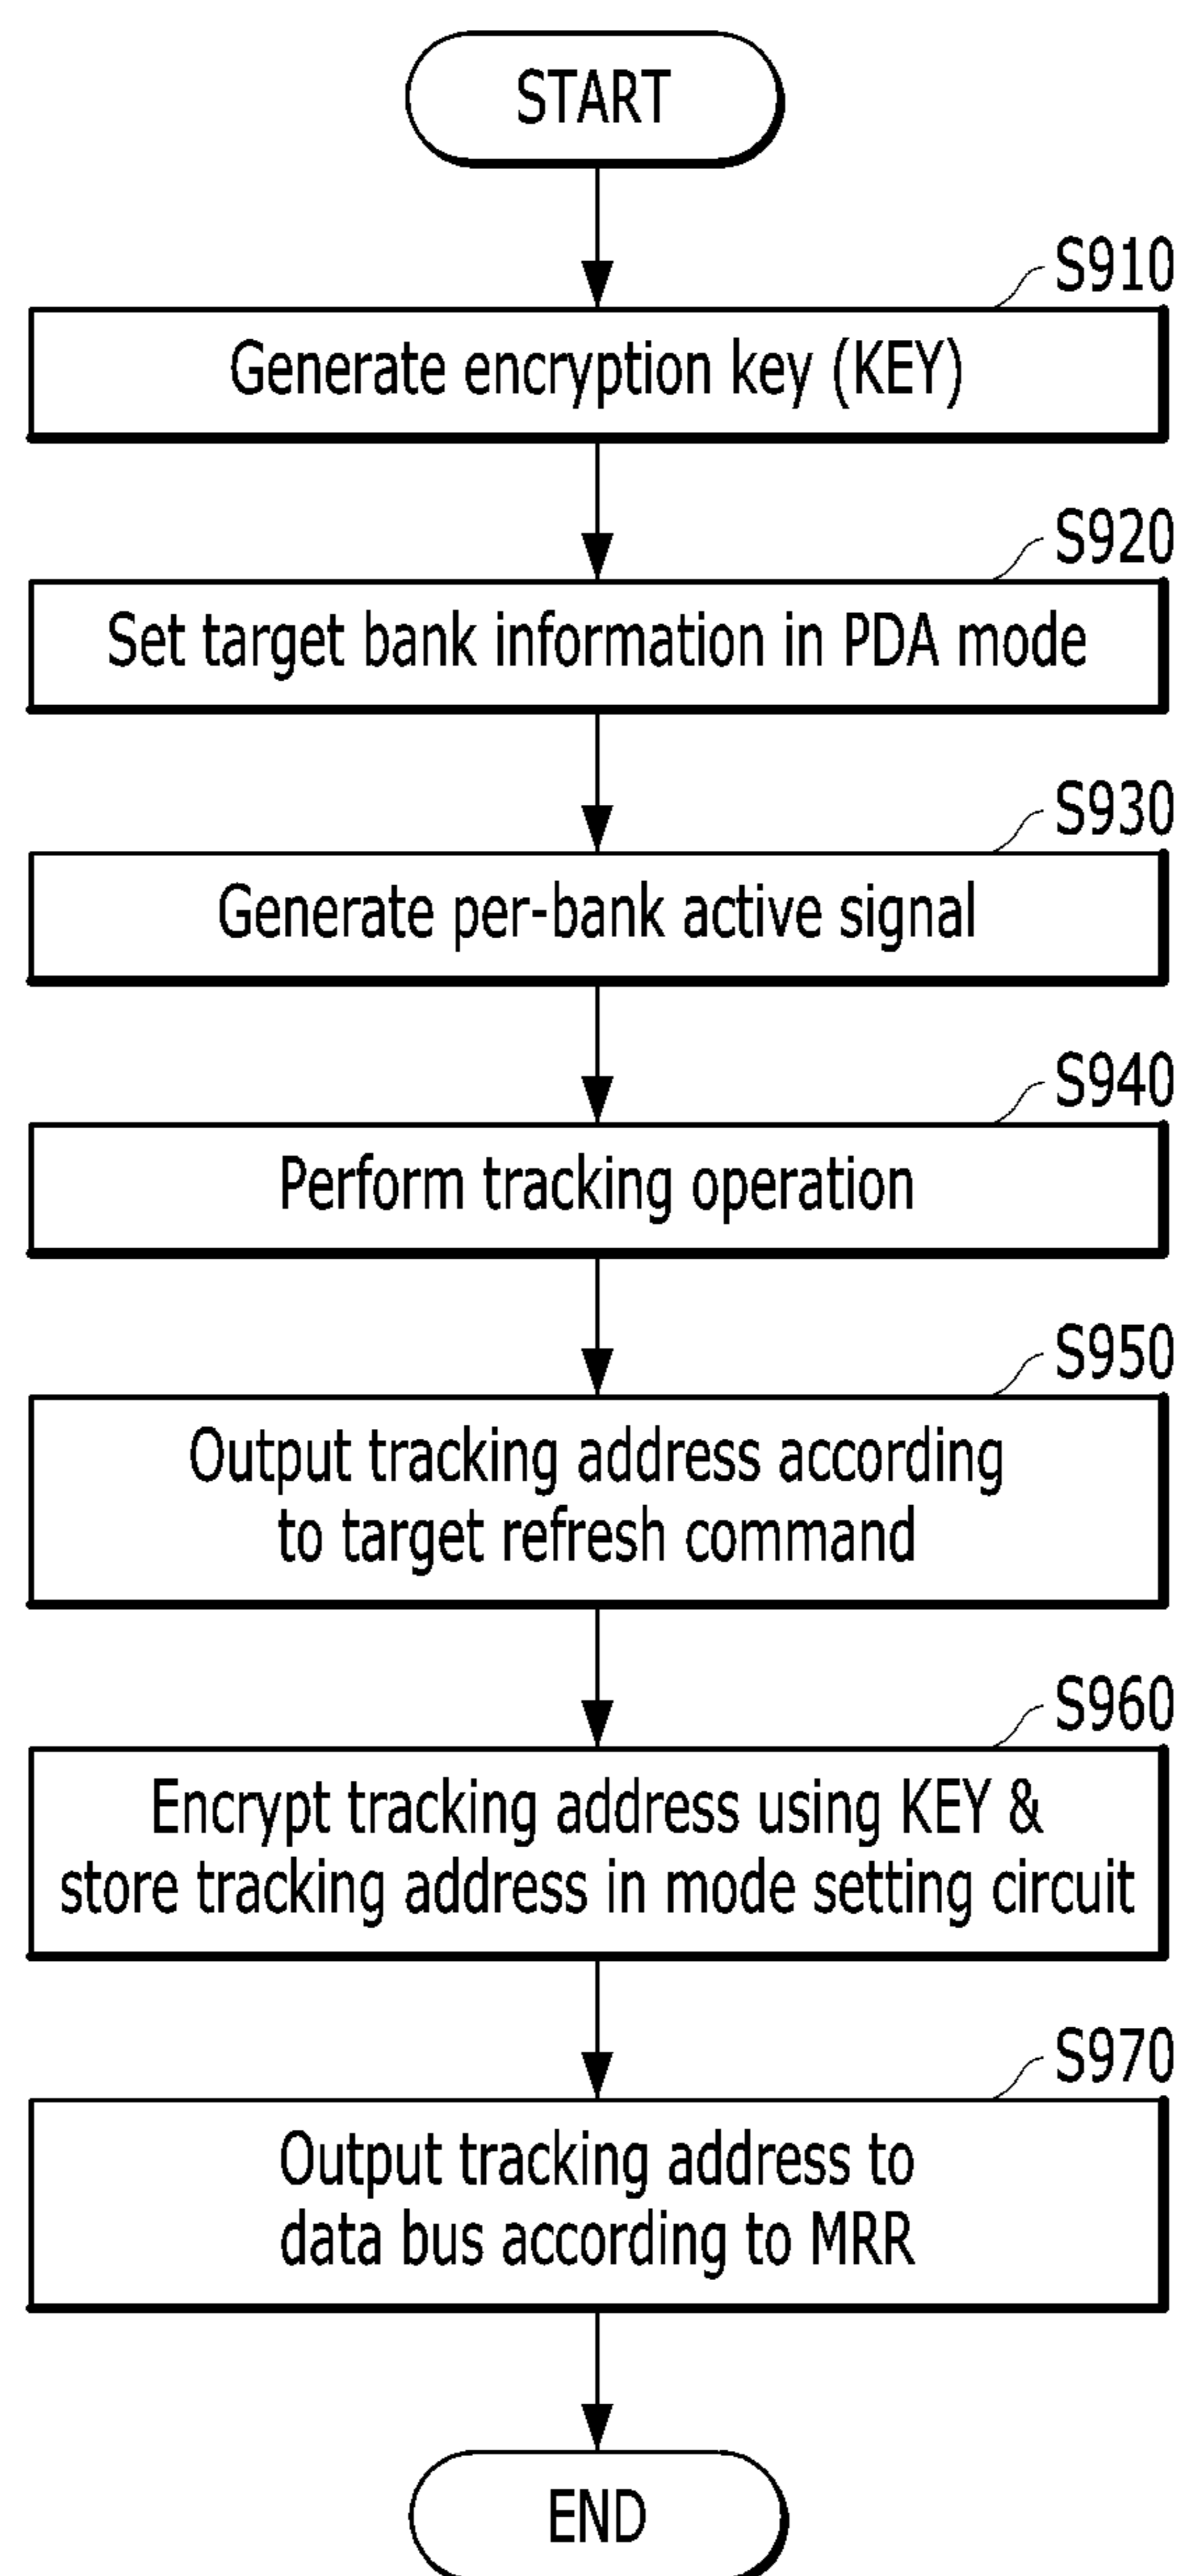 START
S910
Generate encryption key (KEY)
S920
Set target bank information in PDA mode
S930
Generate per-bank active signal
S940
Perform tracking operation
S950
Output tracking address according
to target refresh command
S960
Encrypt tracking address using KEY &
store tracking address in mode setting circuit
S970
Output tracking address to
data bus according to MRR
END